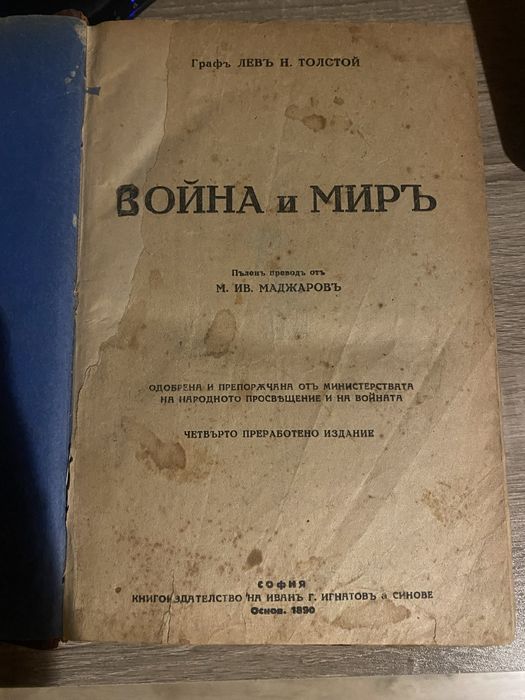 Графъ ЛЕВЪ Н. ТОЛСТОЙ
ВОЙНА и МИРЪ
Пъленъ преводъ отъ
М. ИВ. МАДЖАРОВЪ
ОДОБРЕНА И ПРЕПОРѪЧАНА ОТЪ МИНИСТЕРСТВАТА
НА НАРОДНОТО ПРОСВѢЩЕНИЕ И НА ВОЙНАТА
ЧЕТВЪРТО ПРЕРАБОТЕНО ИЗДАНИЕ
СОФИЯ
КНИГОИЗДАТЕЛСТВО НА ИВАНЪ Г. ИГНАТОВЪ & СИНОВЕ
Основ. 1890